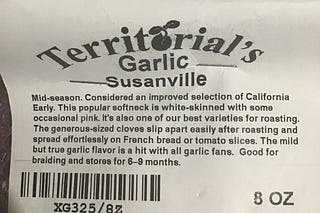 Territorial's
Garlic
Susanville
Mid-season. Considered an improved selection of California
Early. This popular softneck is white-skinned with some
occasional pink. It's also one of our best varieties for roasting.
The generous-sized cloves slip apart easily after roasting and
spread effortlessly on French bread or tomato slices. The mild
but true garlic flavor is a hit with all garlic fans. Good for
braiding and stores for 6–9 months.
XG325/8Z
8 OZ